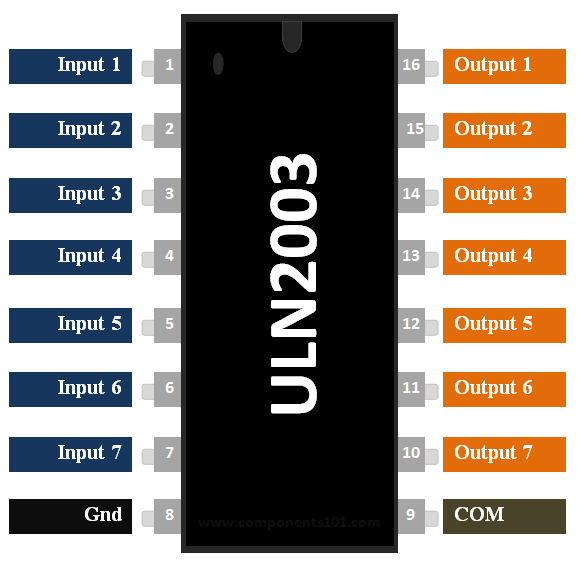 Input 1 1 16 Output 1
Input 2 2 15 Output 2
Input 3 3 14 Output 3
Input 4 4 13 Output 4
Input 5 5 12 Output 5
Input 6 6 11 Output 6
Input 7 7 10 Output 7
Gnd 8 9 COM
ULN2003
www.components101.com